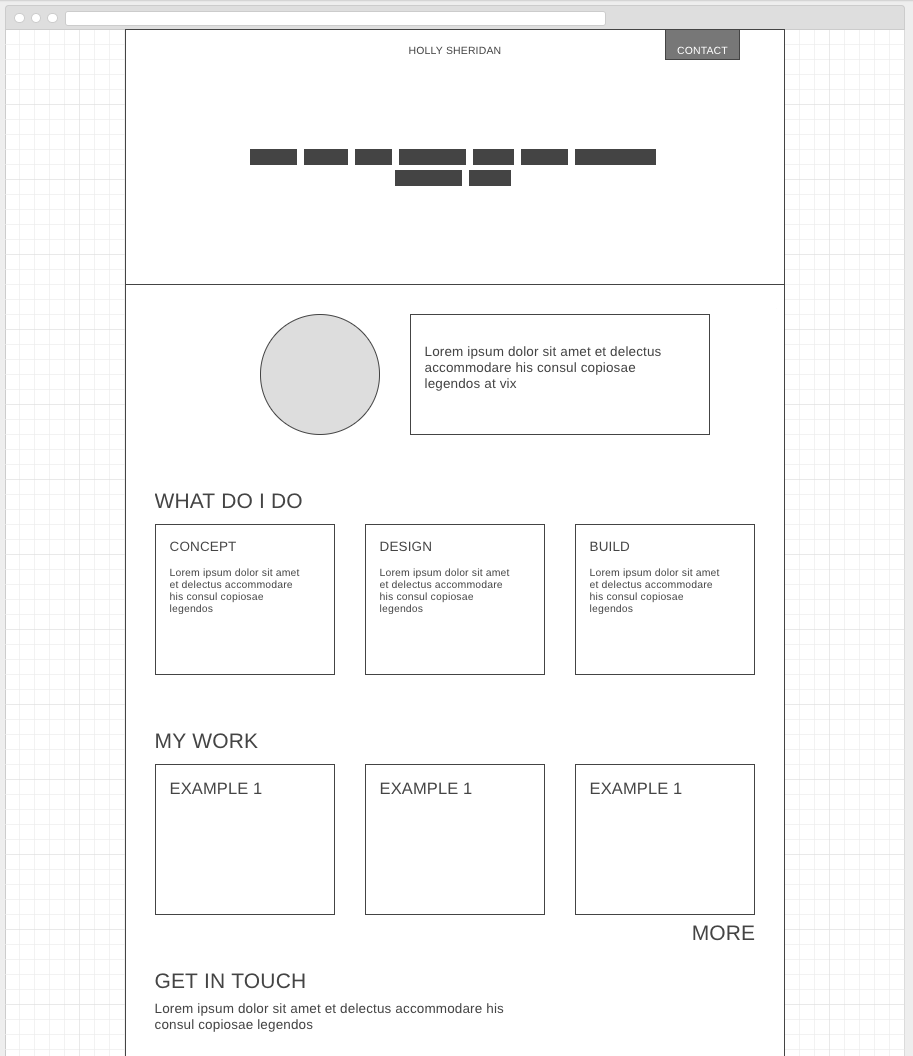 HOLLY SHERIDAN
CONTACT
Lorem ipsum dolor sit amet et delectus
accommodare his consul copiosae
legendos at vix
WHAT DO I DO
CONCEPT
Lorem ipsum dolor sit amet
et delectus accommodare
his consul copiosae
legendos
DESIGN
Lorem ipsum dolor sit amet
et delectus accommodare
his consul copiosae
legendos
BUILD
Lorem ipsum dolor sit amet
et delectus accommodare
his consul copiosae
legendos
MY WORK
EXAMPLE 1
EXAMPLE 1
EXAMPLE 1
MORE
GET IN TOUCH
Lorem ipsum dolor sit amet et delectus accommodare his
consul copiosae legendos